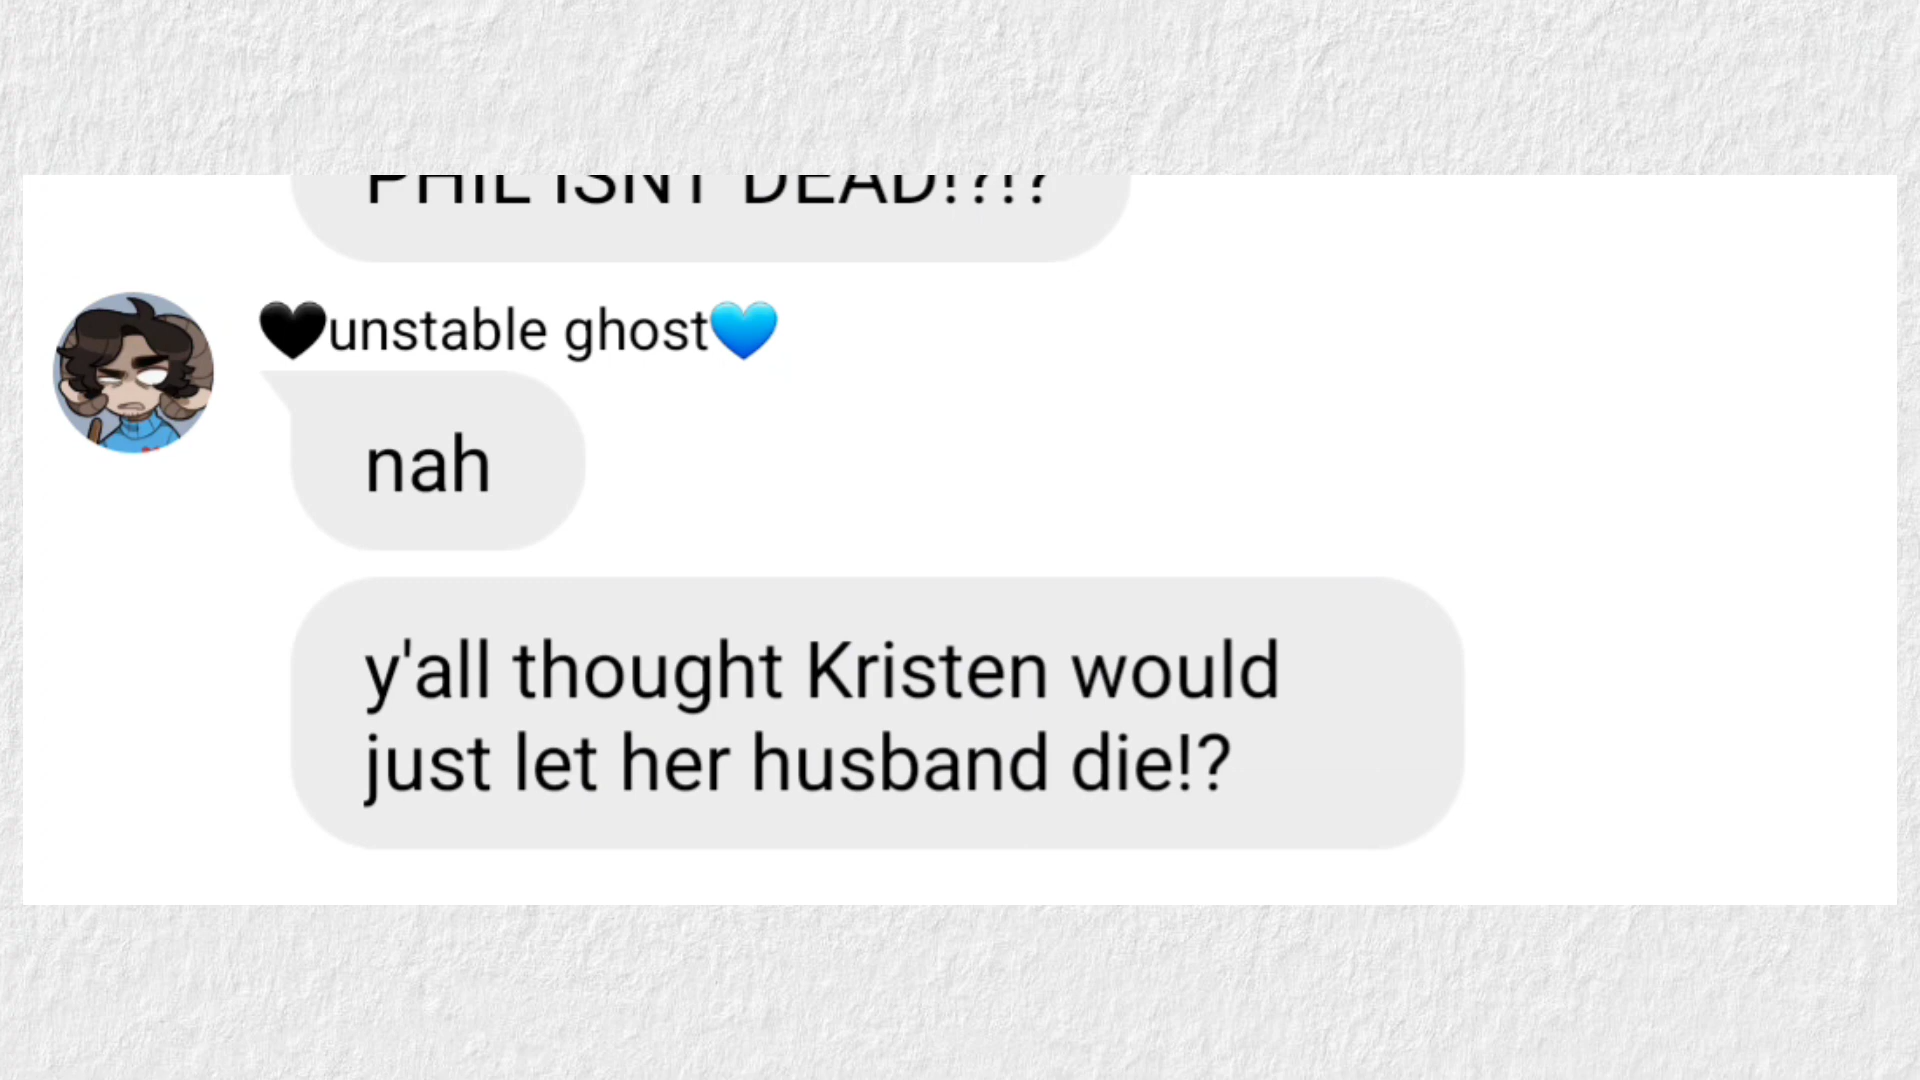 PHIL ISNT DEAD!?!?
🖤unstable ghost💙
nah
y'all thought Kristen would
just let her husband die!?